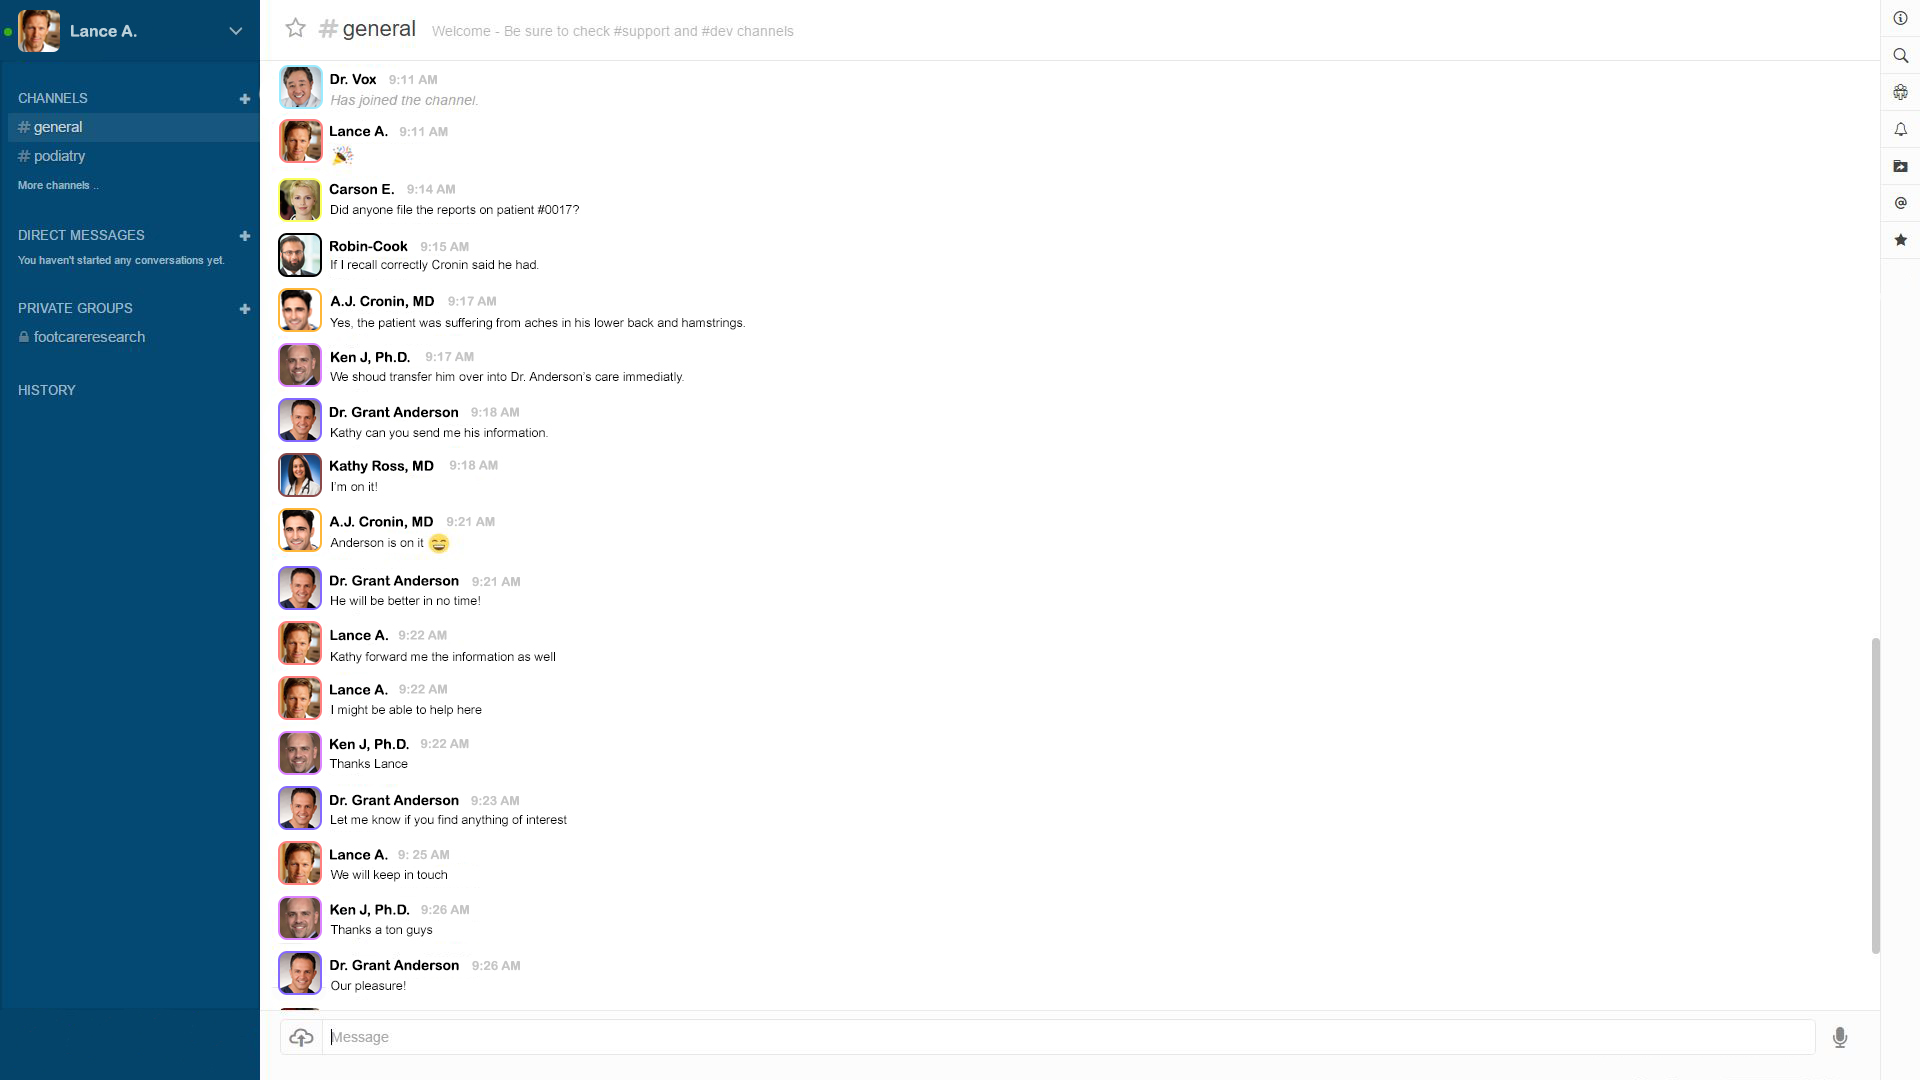 Lance A.
CHANNELS
# general
# podiatry
More channels ..
DIRECT MESSAGES
You haven't started any conversations yet.
PRIVATE GROUPS
footcareresearch
HISTORY
#general Welcome - Be sure to check #support and #dev channels
Dr. Vox 9:11 AM
Has joined the channel.
Lance A. 9:11 AM
Carson E. 9:14 AM
Did anyone file the reports on patient #0017?
Robin-Cook 9:15 AM
If I recall correctly Cronin said he had.
A.J. Cronin, MD 9:17 AM
Yes, the patient was suffering from aches in his lower back and hamstrings.
Ken J, Ph.D. 9:17 AM
We shoud transfer him over into Dr. Anderson's care immediatly.
Dr. Grant Anderson 9:18 AM
Kathy can you send me his information.
Kathy Ross, MD 9:18 AM
I'm on it!
A.J. Cronin, MD 9:21 AM
Anderson is on it
Dr. Grant Anderson 9:21 AM
He will be better in no time!
Lance A. 9:22 AM
Kathy forward me the information as well
Lance A. 9:22 AM
I might be able to help here
Ken J, Ph.D. 9:22 AM
Thanks Lance
Dr. Grant Anderson 9:23 AM
Let me know if you find anything of interest
Lance A. 9: 25 AM
We will keep in touch
Ken J, Ph.D. 9:26 AM
Thanks a ton guys
Dr. Grant Anderson 9:26 AM
Our pleasure!
Message